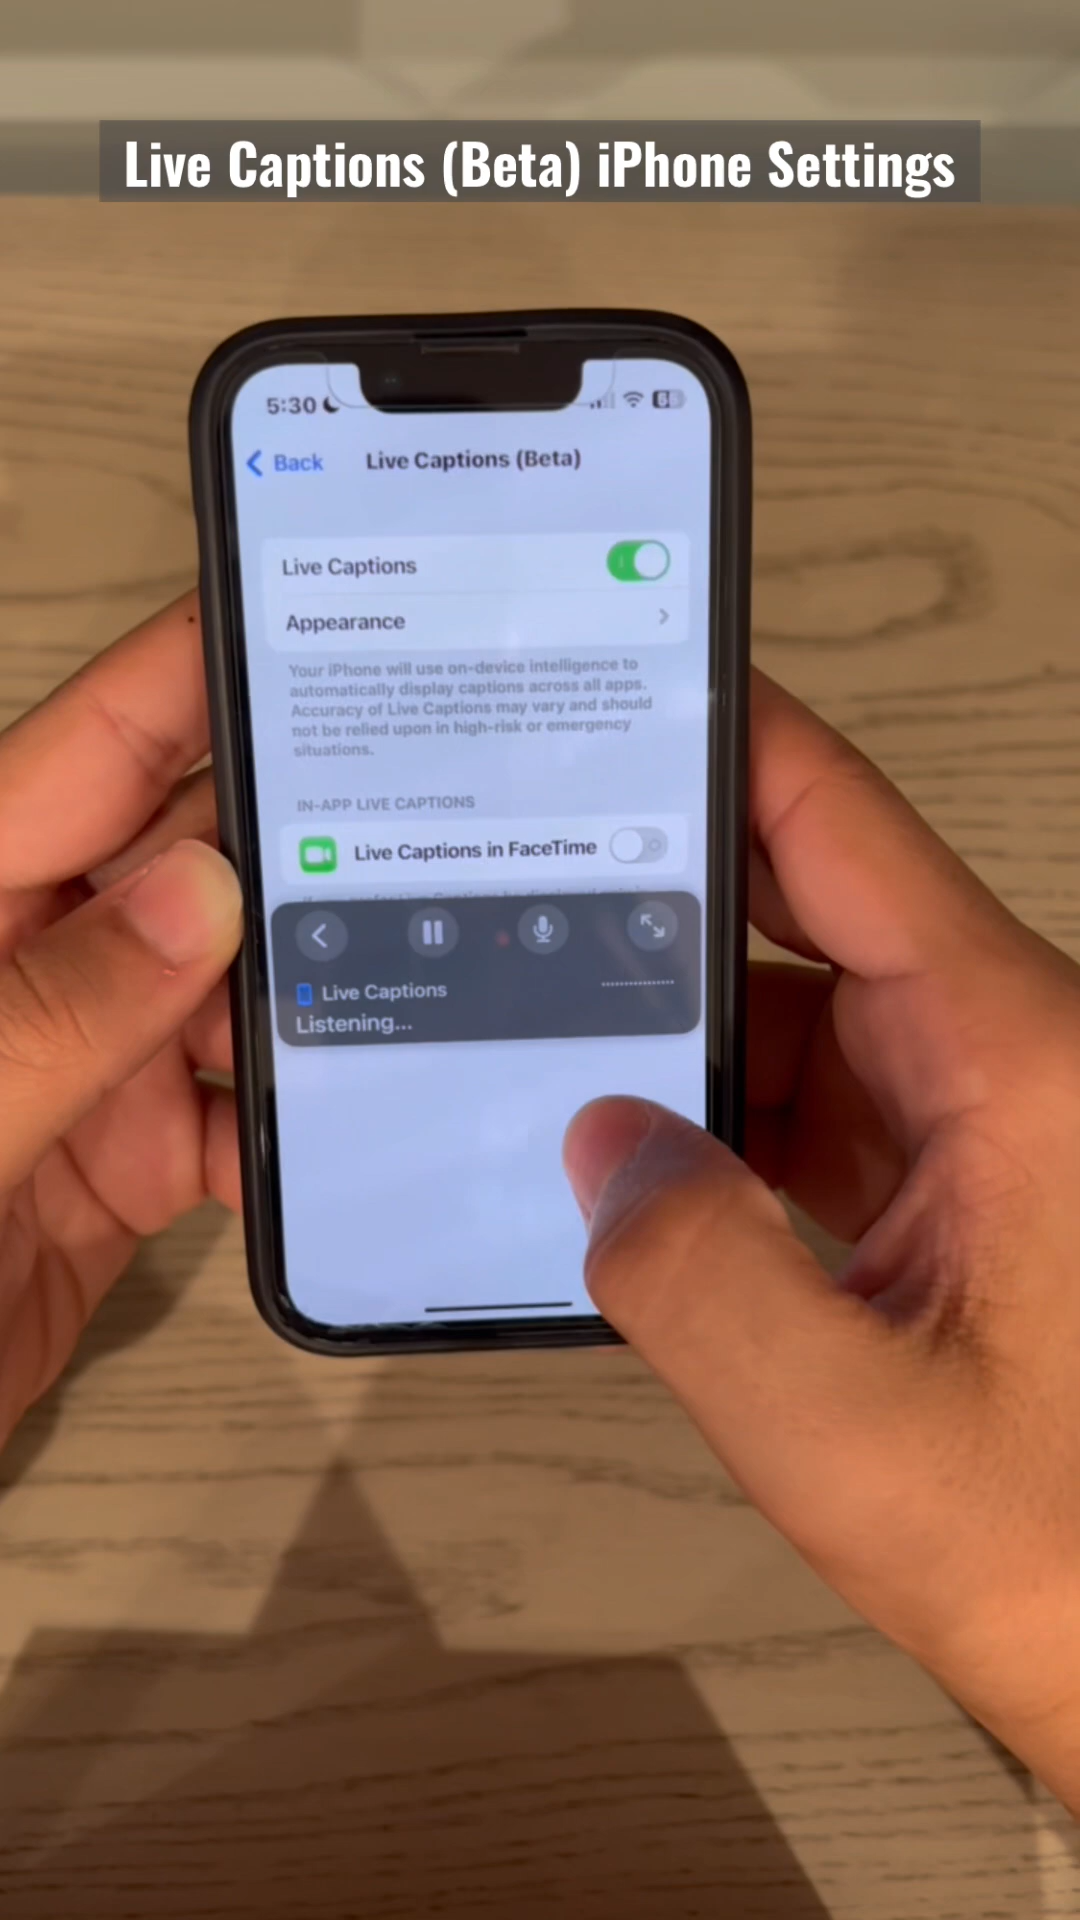 Live Captions (Beta) iPhone Settings
5:30
Back
Live Captions (Beta)
Live Captions
Appearance
Your iPhone will use on-device intelligence to
automatically display captions across all apps.
Accuracy of Live Captions may vary and should
not be relied upon in high-risk or emergency
situations.
IN-APP LIVE CAPTIONS
Live Captions in FaceTime
Live Captions
Listening...